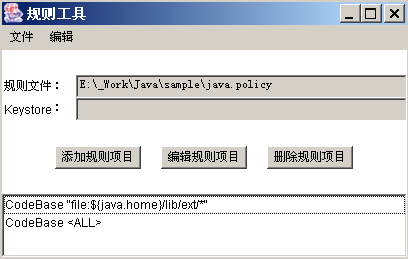 规则工具
文件 编辑
规则文件： E:\_Work\Java\sample\java.policy
Keystore：
添加规则项目 编辑规则项目 删除规则项目
CodeBase "file:${java.home}/lib/ext/*"
CodeBase <ALL>